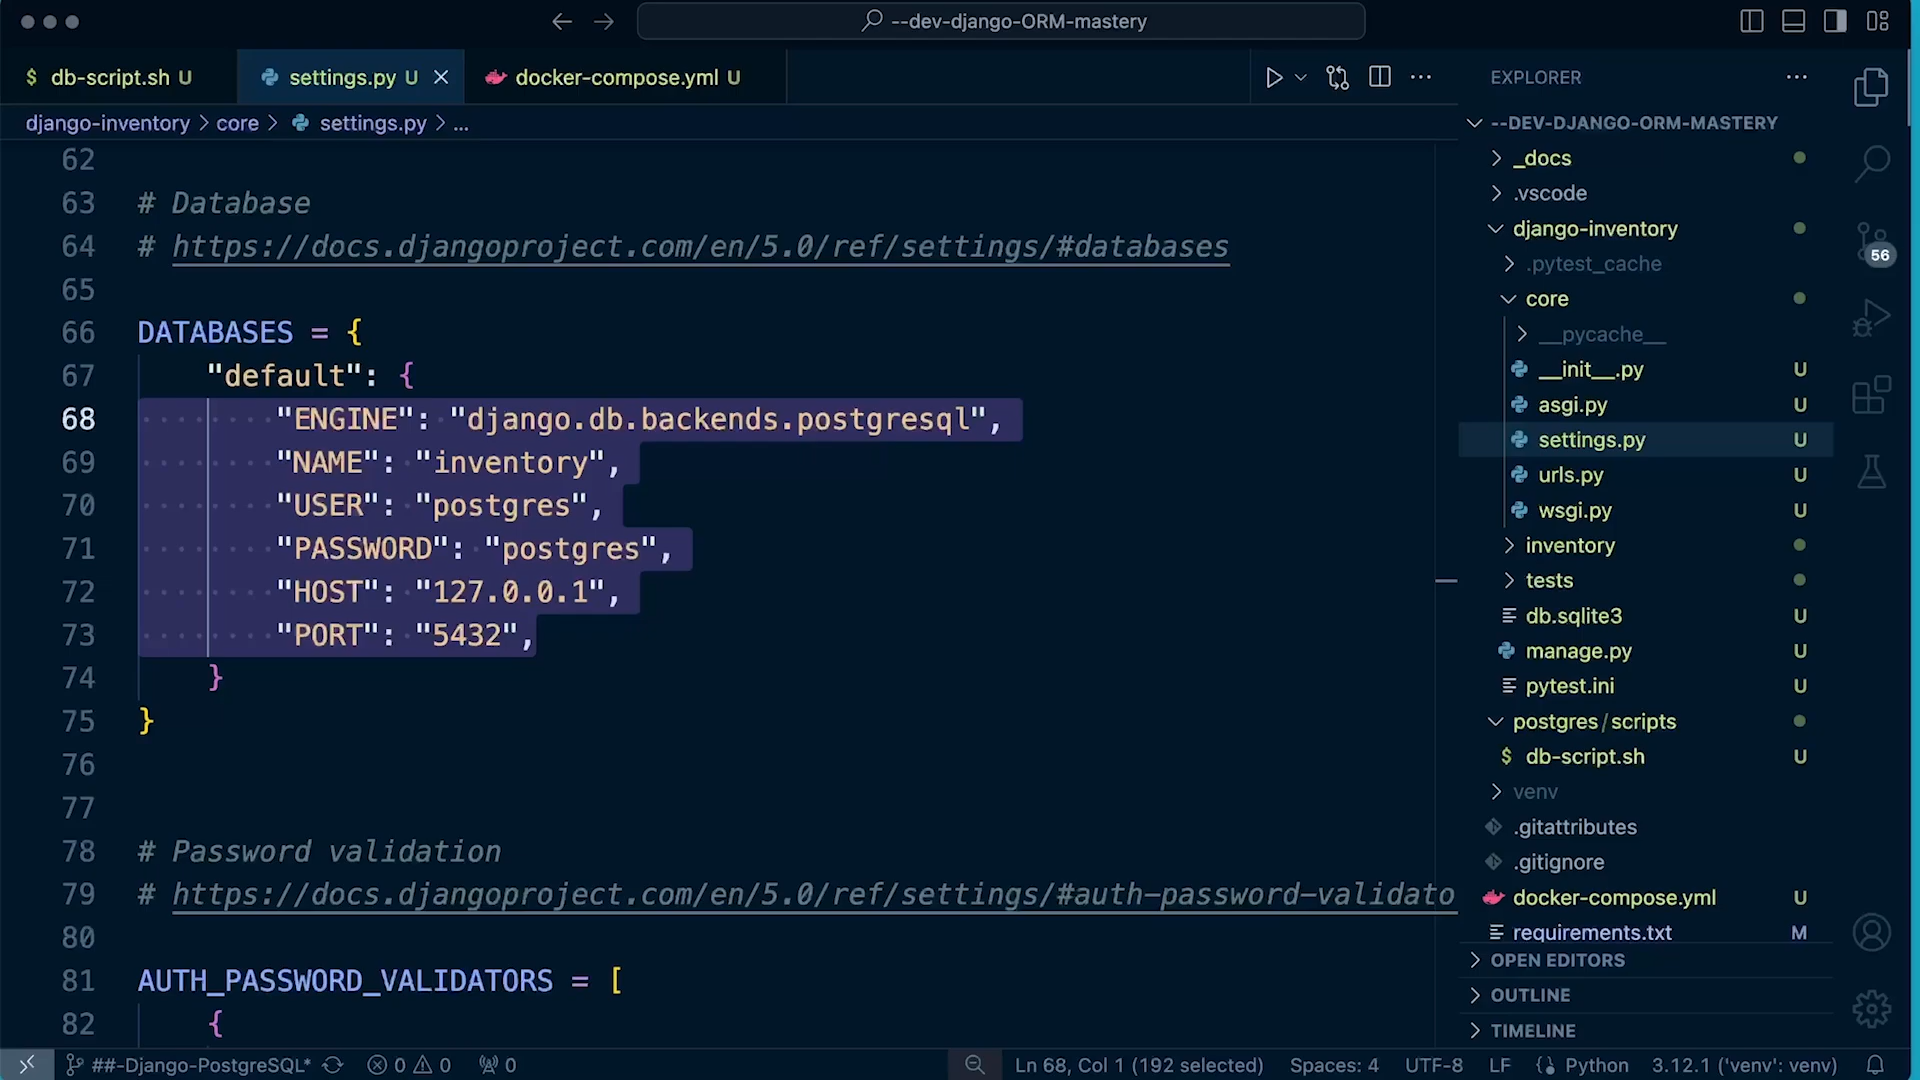 --dev-django-ORM-mastery
$ db-script.sh U
settings.py U
docker-compose.yml U
django-inventory > core > settings.py > ...
62
63 # Database
64 # https://docs.djangoproject.com/en/5.0/ref/settings/#databases
65
66 DATABASES = {
67 "default": {
68 "ENGINE": "django.db.backends.postgresql",
69 "NAME": "inventory",
70 "USER": "postgres",
71 "PASSWORD": "postgres",
72 "HOST": "127.0.0.1",
73 "PORT": "5432",
74 }
75 }
76
77
78 # Password validation
79 # https://docs.djangoproject.com/en/5.0/ref/settings/#auth-password-validato
80
81 AUTH_PASSWORD_VALIDATORS = [
82 {
EXPLORER
--DEV-DJANGO-ORM-MASTERY
_docs
.vscode
django-inventory
.pytest_cache
core
__pycache__
__init__.py U
asgi.py U
settings.py U
urls.py U
wsgi.py U
inventory
tests
db.sqlite3 U
manage.py U
pytest.ini U
postgres/scripts
$ db-script.sh U
venv
.gitattributes
.gitignore
docker-compose.yml U
requirements.txt M
OPEN EDITORS
OUTLINE
TIMELINE
56
##-Django-PostgreSQL* 0 0 0
Ln 68, Col 1 (192 selected) Spaces: 4 UTF-8 LF Python 3.12.1 ('venv': venv)